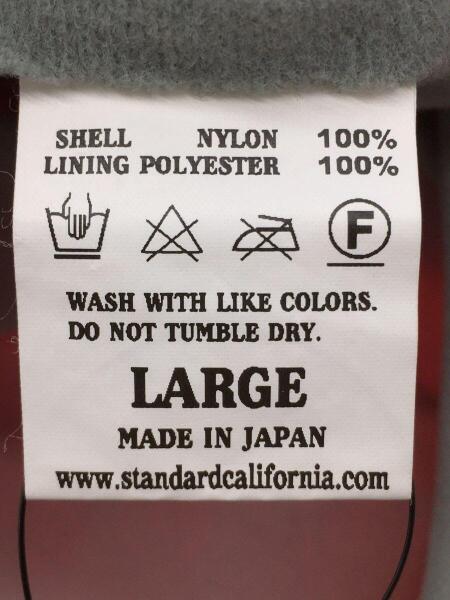 SHELL NYLON 100%
LINING POLYESTER 100%
F
WASH WITH LIKE COLORS.
DO NOT TUMBLE DRY.
LARGE
MADE IN JAPAN
www.standardcalifornia.com